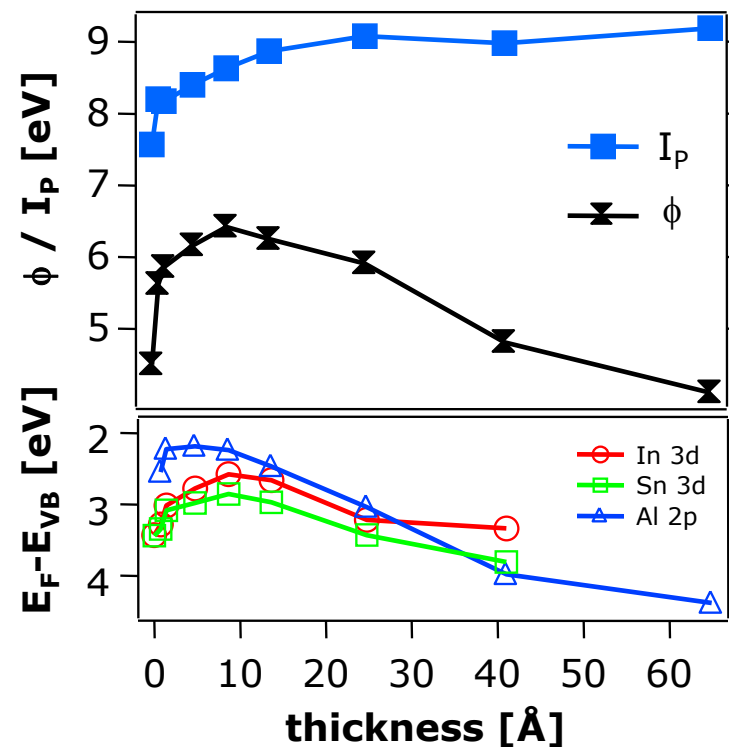 ϕ / I_P [eV]
9
8
7
6
5
I_P
ϕ
E_F-E_VB [eV]
2
3
4
In 3d
Sn 3d
Al 2p
0 10 20 30 40 50 60
thickness [Å]